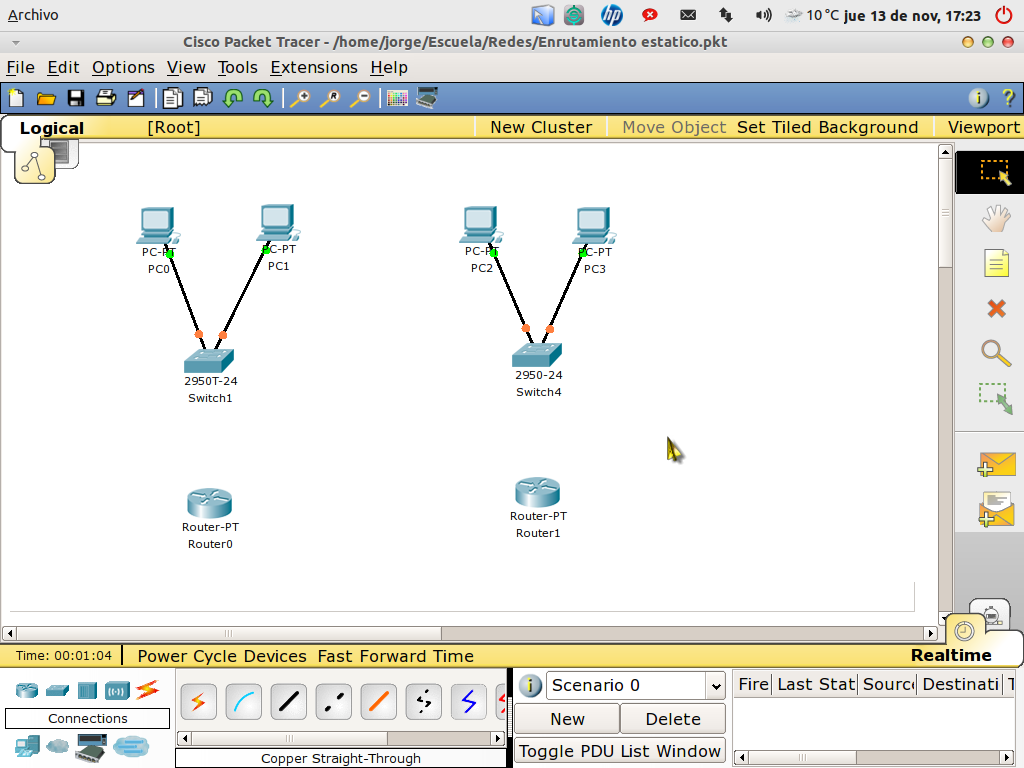 Archivo
10 °C jue 13 de nov, 17:23
Cisco Packet Tracer - /home/jorge/Escuela/Redes/Enrutamiento estatico.pkt
File Edit Options View Tools Extensions Help
Logical [Root] New Cluster Move Object Set Tiled Background Viewport
PC-PT
PC0
PC-PT
PC1
PC-PT
PC2
PC-PT
PC3
2950T-24
Switch1
2950-24
Switch4
Router-PT
Router0
Router-PT
Router1
Time: 00:01:04 Power Cycle Devices Fast Forward Time Realtime
Connections
Copper Straight-Through
Scenario 0
New Delete
Toggle PDU List Window
Fire Last Stat Source Destinati T